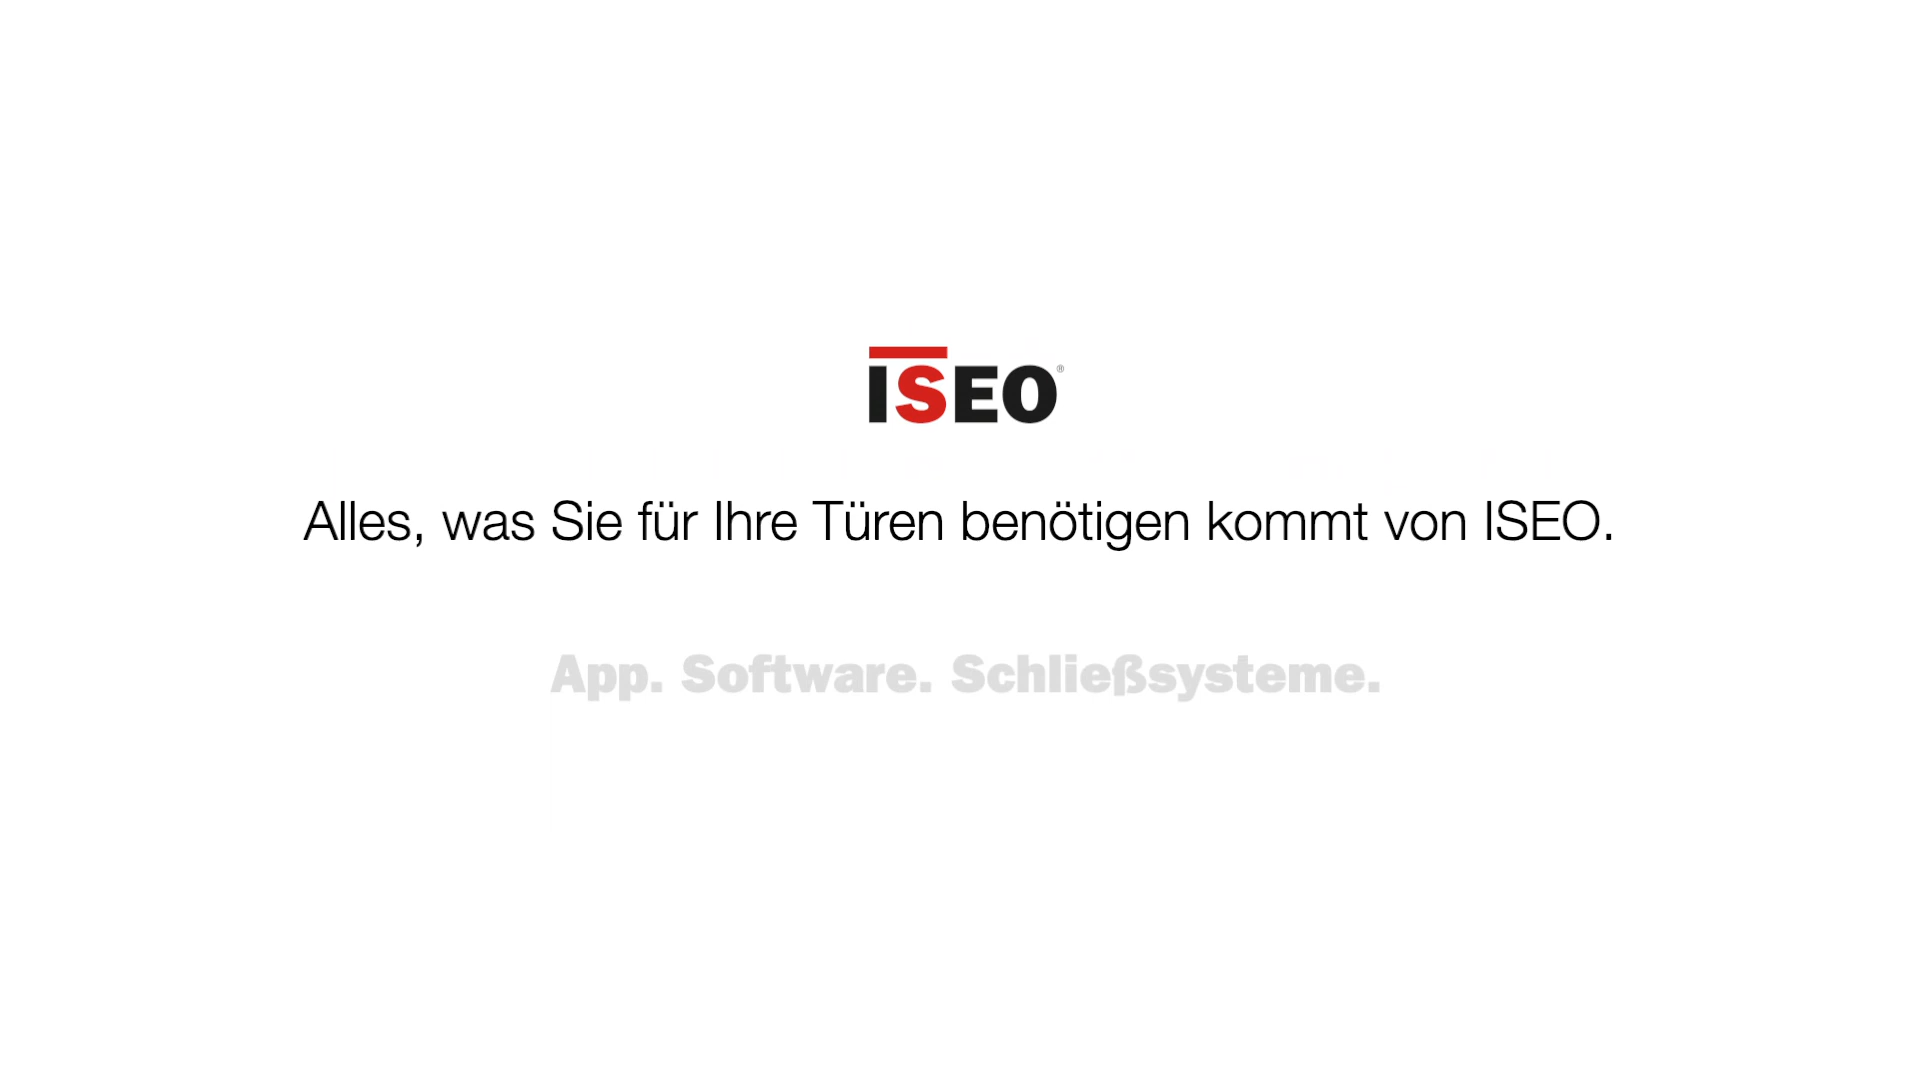 ISEO®
Alles, was Sie für Ihre Türen benötigen kommt von ISEO.
App. Software. Schließsysteme.